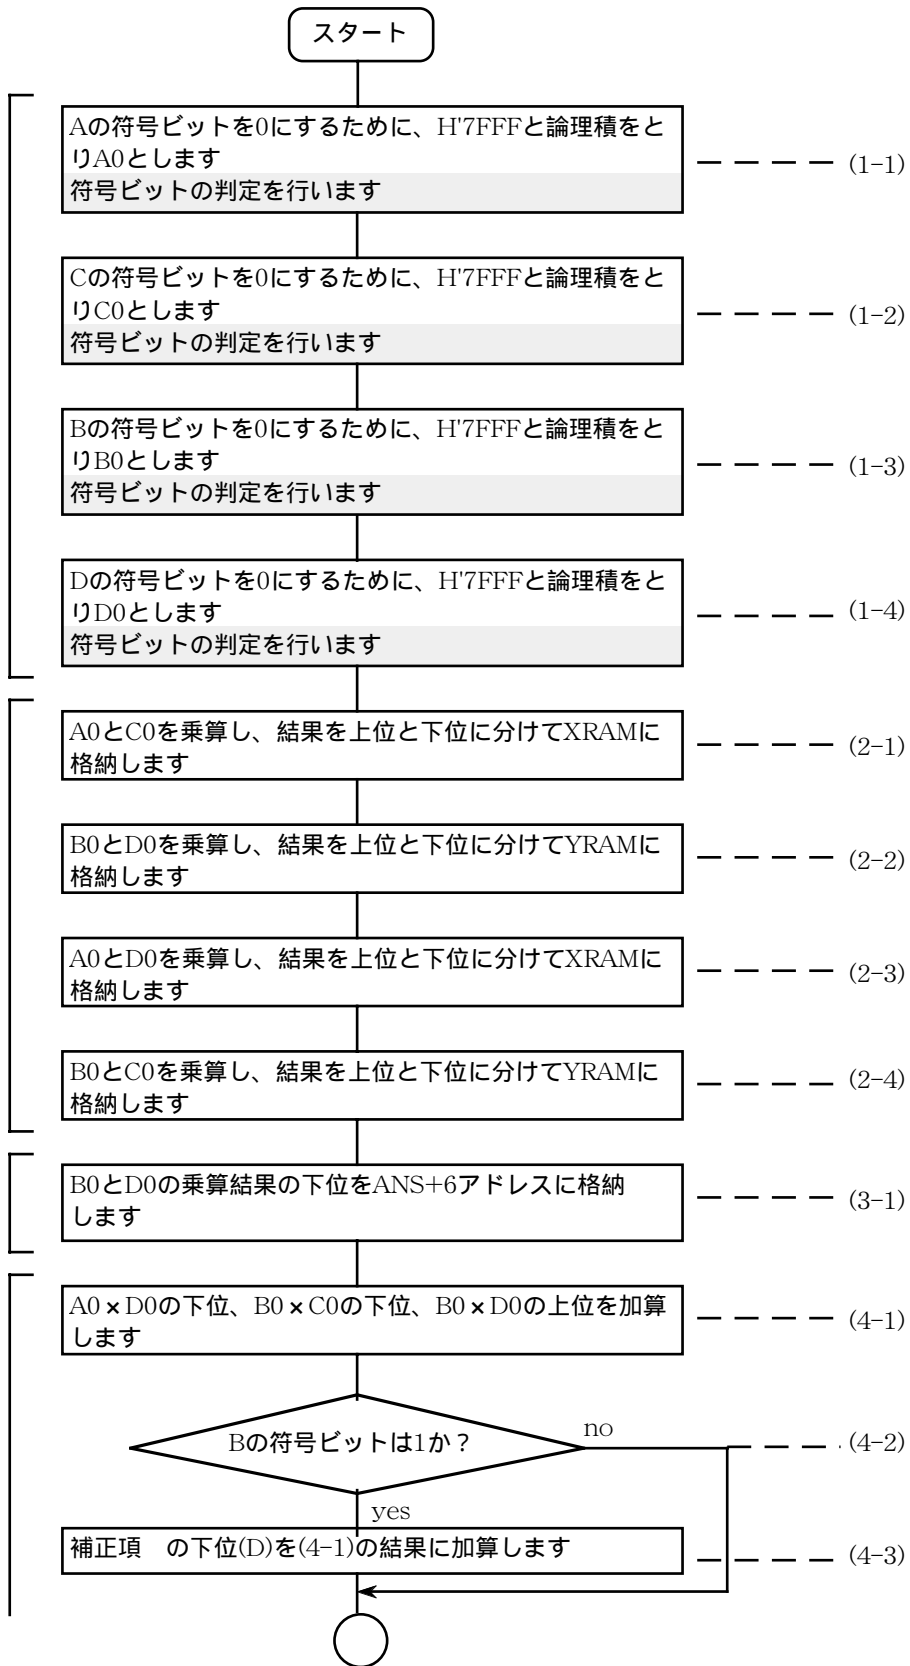 スタート
Aの符号ビットを0にするために、H'7FFFと論理積をと
りA0とします
符号ビットの判定を行います
(1-1)
Cの符号ビットを0にするために、H'7FFFと論理積をと
りC0とします
符号ビットの判定を行います
(1-2)
Bの符号ビットを0にするために、H'7FFFと論理積をと
りB0とします
符号ビットの判定を行います
(1-3)
Dの符号ビットを0にするために、H'7FFFと論理積をと
りD0とします
符号ビットの判定を行います
(1-4)
A0とC0を乗算し、結果を上位と下位に分けてXRAMに
格納します
(2-1)
B0とD0を乗算し、結果を上位と下位に分けてYRAMに
格納します
(2-2)
A0とD0を乗算し、結果を上位と下位に分けてXRAMに
格納します
(2-3)
B0とC0を乗算し、結果を上位と下位に分けてYRAMに
格納します
(2-4)
B0とD0の乗算結果の下位をANS+6アドレスに格納
します
(3-1)
A0×D0の下位、B0×C0の下位、B0×D0の上位を加算
します
(4-1)
Bの符号ビットは1か？
no
(4-2)
yes
補正項　の下位(D)を(4-1)の結果に加算します
(4-3)